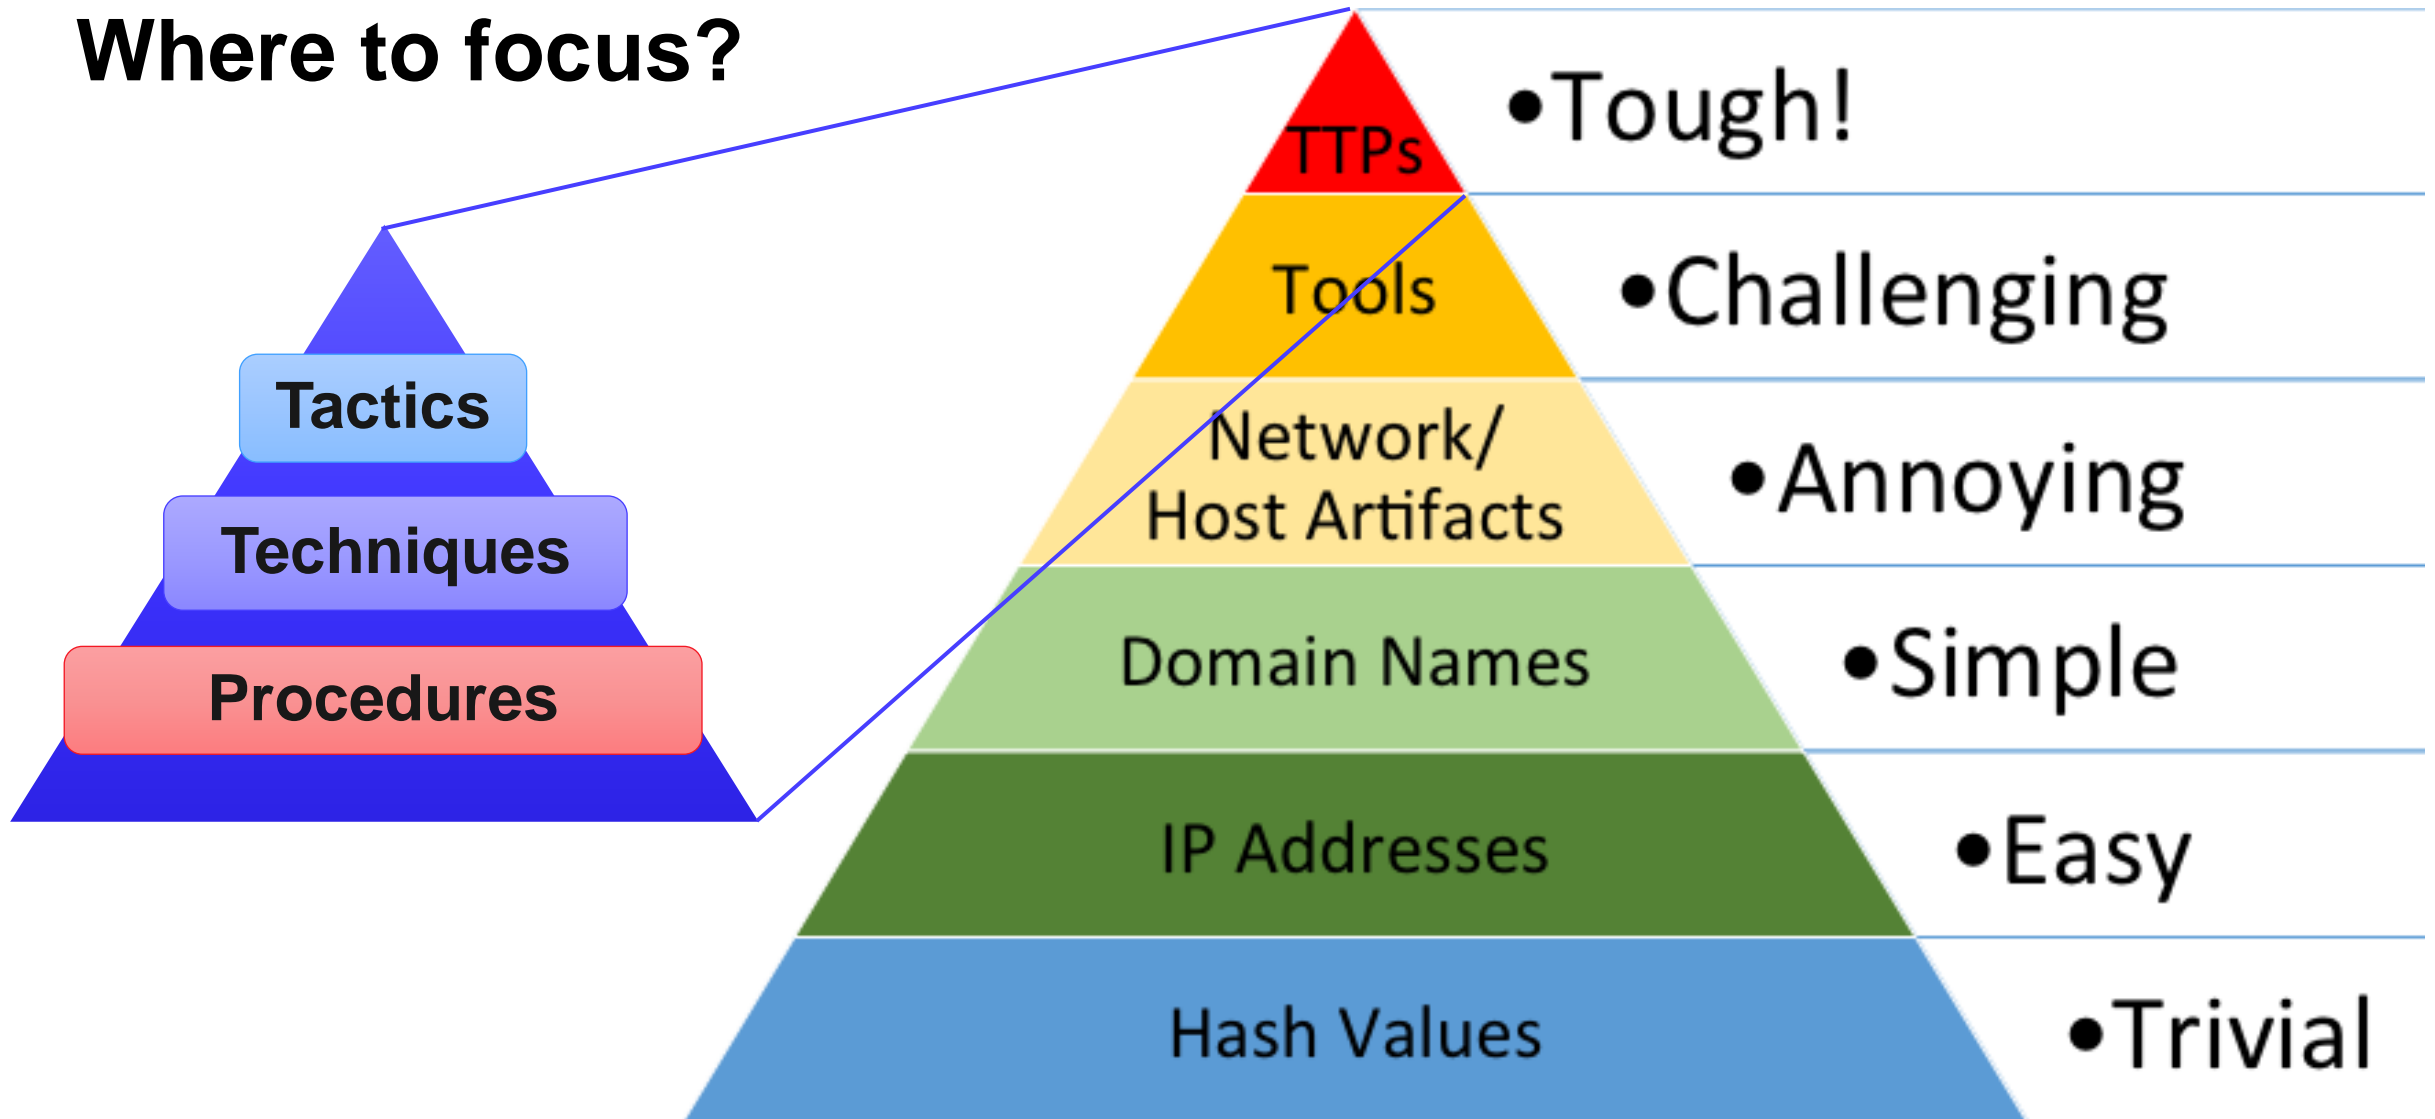 Where to focus?
Tactics
Techniques
Procedures
TTPs
•Tough!
Tools
•Challenging
Network/
Host Artifacts
•Annoying
Domain Names
•Simple
IP Addresses
•Easy
Hash Values
•Trivial